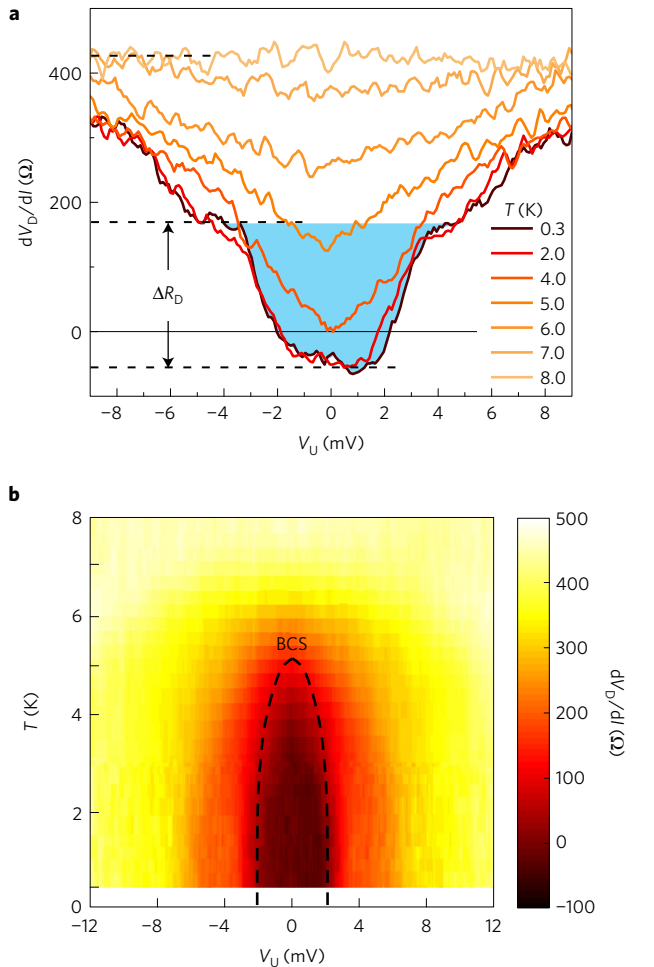 a
400
200
0
dV_D/dI (Ω)
ΔR_D
T (K)
0.3
2.0
4.0
5.0
6.0
7.0
8.0
−8 −6 −4 −2 0 2 4 6 8
V_U (mV)
b
8
6
4
2
0
T (K)
BCS
−12 −8 −4 0 4 8 12
V_U (mV)
500
400
300
200
100
0
−100
dV_D/dI (Ω)